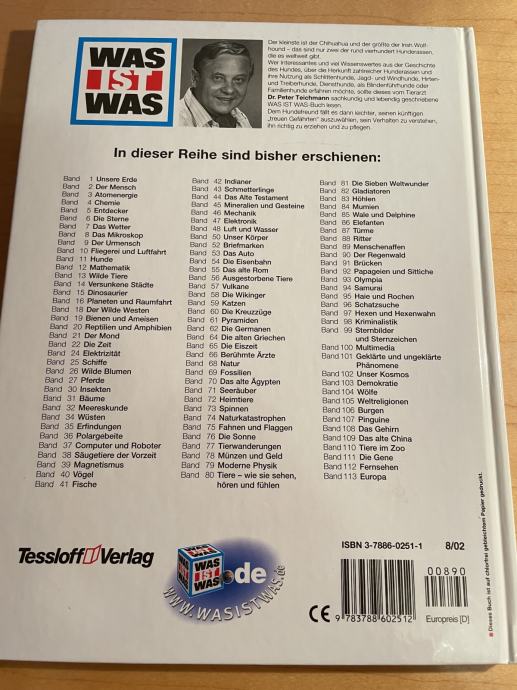 WAS
IST
WAS
Der kleinste ist der Chihuahua und der größte der Irish Wolf-
hound – das sind nur zwei der rund vierhundert Hunderassen,
die es weltweit gibt.
Wer Interessantes und viel Wissenswertes aus der Geschichte
des Hundes, über die Herkunft zahlreicher Hunderassen und
ihre Nutzung als Schlittenhunde, Jagd- und Windhunde, Hirten-
und Treiberhunde, Diensthunde, als Blindenführhunde oder
Familienhunde erfahren möchte, sollte dieses vom Tierarzt
Dr. Peter Teichmann sachkundig und lebendig geschriebene
WAS IST WAS-Buch lesen.
Dem Hundefreund fällt es dann leichter, seinen künftigen
„treuen Gefährten" auszuwählen, sein Verhalten zu verstehen,
ihn richtig zu erziehen und zu pflegen.
In dieser Reihe sind bisher erschienen:
Band 1 Unsere Erde
Band 2 Der Mensch
Band 3 Atomenergie
Band 4 Chemie
Band 5 Entdecker
Band 6 Die Sterne
Band 7 Das Wetter
Band 8 Das Mikroskop
Band 9 Der Urmensch
Band 10 Fliegerei und Luftfahrt
Band 11 Hunde
Band 12 Mathematik
Band 13 Wilde Tiere
Band 14 Versunkene Städte
Band 15 Dinosaurier
Band 16 Planeten und Raumfahrt
Band 18 Der Wilde Westen
Band 19 Bienen und Ameisen
Band 20 Reptilien und Amphibien
Band 21 Der Mond
Band 22 Die Zeit
Band 24 Elektrizität
Band 25 Schiffe
Band 26 Wilde Blumen
Band 27 Pferde
Band 30 Insekten
Band 31 Bäume
Band 32 Meereskunde
Band 34 Wüsten
Band 35 Erfindungen
Band 36 Polargebiete
Band 37 Computer und Roboter
Band 38 Säugetiere der Vorzeit
Band 39 Magnetismus
Band 40 Vögel
Band 41 Fische
Band 42 Indianer
Band 43 Schmetterlinge
Band 44 Das Alte Testament
Band 45 Mineralien und Gesteine
Band 46 Mechanik
Band 47 Elektronik
Band 48 Luft und Wasser
Band 50 Unser Körper
Band 52 Briefmarken
Band 53 Das Auto
Band 54 Die Eisenbahn
Band 55 Das alte Rom
Band 56 Ausgestorbene Tiere
Band 57 Vulkane
Band 58 Die Wikinger
Band 59 Katzen
Band 60 Die Kreuzzüge
Band 61 Pyramiden
Band 62 Die Germanen
Band 64 Die alten Griechen
Band 65 Die Eiszeit
Band 66 Berühmte Ärzte
Band 68 Natur
Band 69 Fossilien
Band 70 Das alte Ägypten
Band 71 Seeräuber
Band 72 Heimtiere
Band 73 Spinnen
Band 74 Naturkatastrophen
Band 75 Fahnen und Flaggen
Band 76 Die Sonne
Band 77 Tierwanderungen
Band 78 Münzen und Geld
Band 79 Moderne Physik
Band 80 Tiere – wie sie sehen,
hören und fühlen
Band 81 Die Sieben Weltwunder
Band 82 Gladiatoren
Band 83 Höhlen
Band 84 Mumien
Band 85 Wale und Delphine
Band 86 Elefanten
Band 87 Türme
Band 88 Ritter
Band 89 Menschenaffen
Band 90 Der Regenwald
Band 91 Brücken
Band 92 Papageien und Sittiche
Band 93 Olympia
Band 94 Samurai
Band 95 Haie und Rochen
Band 96 Schatzsuche
Band 97 Hexen und Hexenwahn
Band 98 Kriminalistik
Band 99 Sternbilder
und Sternzeichen
Band 100 Multimedia
Band 101 Geklärte und ungeklärte
Phänomene
Band 102 Unser Kosmos
Band 103 Demokratie
Band 104 Wölfe
Band 105 Weltreligionen
Band 106 Burgen
Band 107 Pinguine
Band 108 Das Gehirn
Band 109 Das alte China
Band 110 Tiere im Zoo
Band 111 Die Gene
Band 112 Fernsehen
Band 113 Europa
Tessloff Verlag
WAS
IST
WAS
.de
www.WASISTWAS.de
ISBN 3-7886-0251-1
8/02
00890
CE
9 783788 602512
Europreis [D]
Dieses Buch ist auf chlorfrei gebleichtem Papier gedruckt.